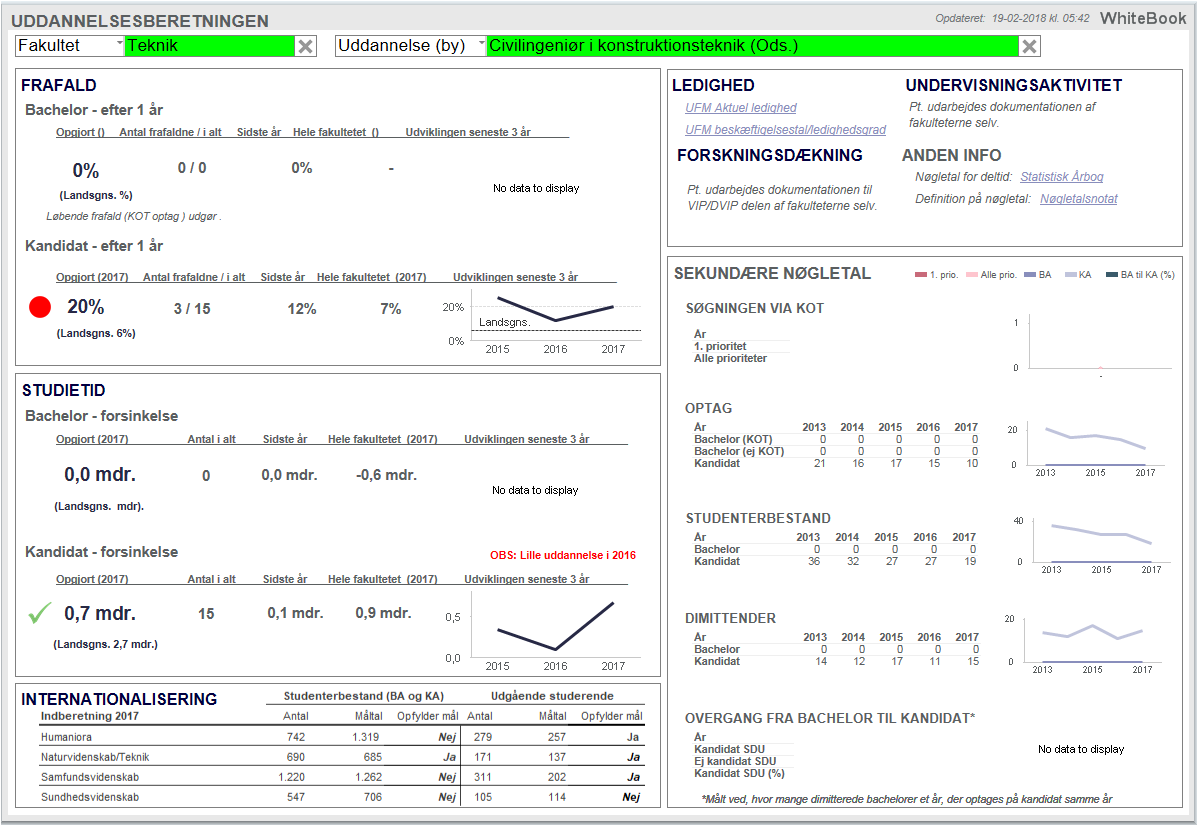 UDDANNELSESBERETNINGEN
Opdateret: 19-02-2018 kl. 05:42 WhiteBook
Fakultet Teknik Uddannelse (by) Civilingeniør i konstruktionsteknik (Ods.)
FRAFALD
Bachelor - efter 1 år
Opgjort () Antal frafaldne / i alt Sidste år Hele fakultetet () Udviklingen seneste 3 år
0% 0 / 0 0% -
No data to display
(Landsgns. %)
Løbende frafald (KOT optag ) udgør .
Kandidat - efter 1 år
Opgjort (2017) Antal frafaldne / i alt Sidste år Hele fakultetet (2017) Udviklingen seneste 3 år
20% 3 / 15 12% 7%
(Landsgns. 6%)
20%
Landsgns.
0%
2015 2016 2017
STUDIETID
Bachelor - forsinkelse
Opgjort (2017) Antal i alt Sidste år Hele fakultetet (2017) Udviklingen seneste 3 år
0,0 mdr. 0 0,0 mdr. -0,6 mdr.
No data to display
(Landsgns. mdr).
Kandidat - forsinkelse
OBS: Lille uddannelse i 2016
Opgjort (2017) Antal i alt Sidste år Hele fakultetet (2017) Udviklingen seneste 3 år
0,7 mdr. 15 0,1 mdr. 0,9 mdr.
(Landsgns. 2,7 mdr.)
0,5
0,0
2015 2016 2017
INTERNATIONALISERING
Studenterbestand (BA og KA) Udgående studerende
Indberetning 2017 Antal Måltal Opfylder mål Antal Måltal Opfylder mål
Humaniora 742 1.319 Nej 279 257 Ja
Naturvidenskab/Teknik 690 685 Ja 171 137 Ja
Samfundsvidenskab 1.220 1.262 Nej 311 202 Ja
Sundhedsvidenskab 547 706 Nej 105 114 Nej
LEDIGHED
UFM Aktuel ledighed
UFM beskæftigelsestal/ledighedsgrad
UNDERVISNINGSAKTIVITET
Pt. udarbejdes dokumentationen af
fakulteterne selv.
FORSKNINGSDÆKNING
Pt. udarbejdes dokumentationen til
VIP/DVIP delen af fakulteterne selv.
ANDEN INFO
Nøgletal for deltid: Statistisk Årbog
Definition på nøgletal: Nøgletalsnotat
SEKUNDÆRE NØGLETAL
1. prio. Alle prio. BA KA BA til KA (%)
SØGNINGEN VIA KOT
År
1. prioritet
Alle prioriteter
1
0
-
OPTAG
År 2013 2014 2015 2016 2017
Bachelor (KOT) 0 0 0 0 0
Bachelor (ej KOT) 0 0 0 0 0
Kandidat 21 16 17 15 10
20
0
2013 2015 2017
STUDENTERBESTAND
År 2013 2014 2015 2016 2017
Bachelor 0 0 0 0 0
Kandidat 36 32 27 27 19
40
0
2013 2015 2017
DIMITTENDER
År 2013 2014 2015 2016 2017
Bachelor 0 0 0 0 0
Kandidat 14 12 17 11 15
20
0
2013 2015 2017
OVERGANG FRA BACHELOR TIL KANDIDAT*
År
Kandidat SDU
Ej kandidat SDU
Kandidat SDU (%)
No data to display
*Målt ved, hvor mange dimitterede bachelorer et år, der optages på kandidat samme år